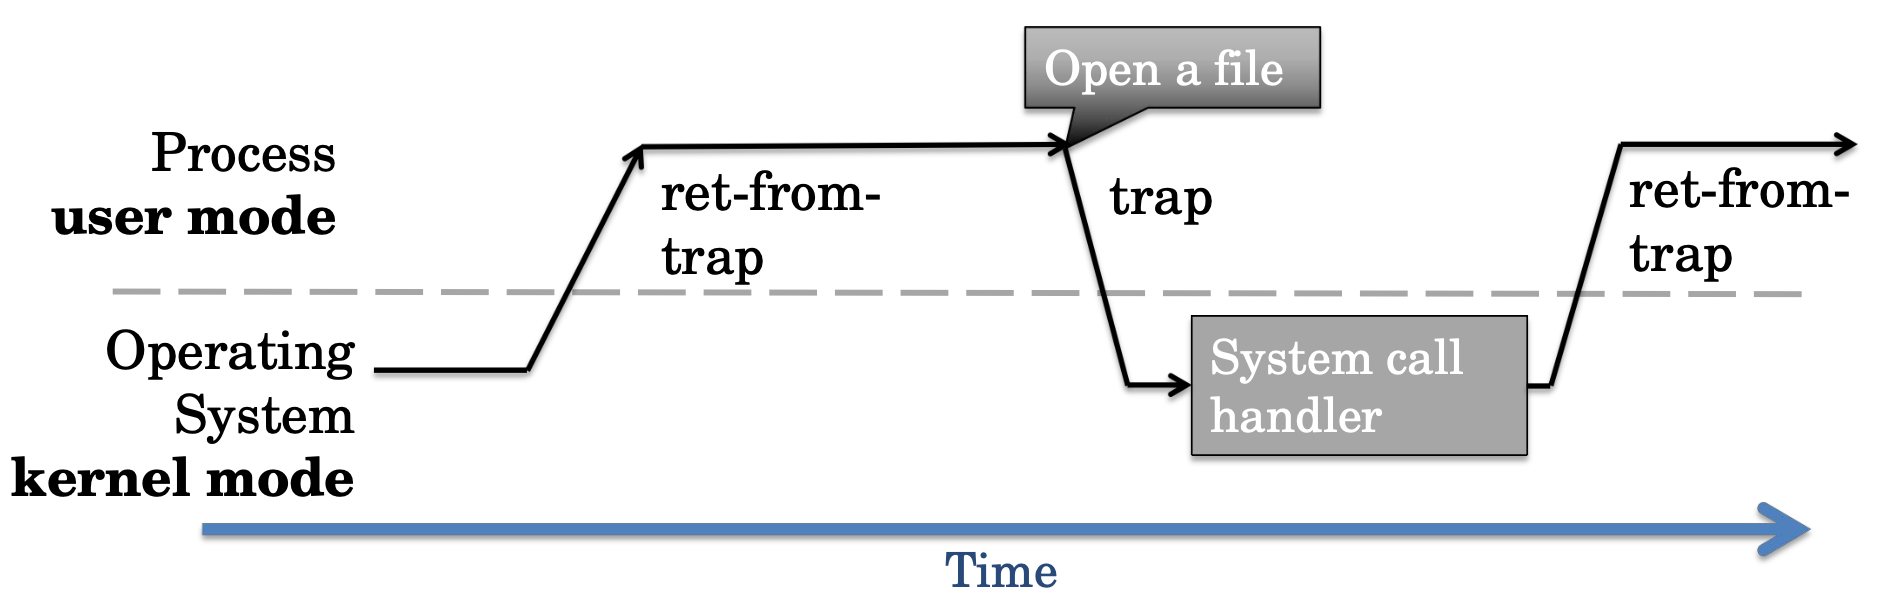 Open a file
Process
user mode
ret-from-
trap
trap
ret-from-
trap
Operating
System
kernel mode
System call
handler
Time